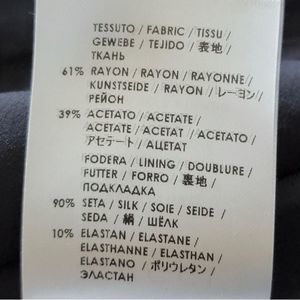 TESSUTO / FABRIC / TISSU /
GEWEBE / TEJIDO / 表地 /
ТКАНЬ
61% RAYON / RAYON / RAYONNE /
KUNSTSEIDE / RAYON / レーヨン /
РЕЙОН
39% ACETATO / ACETATE /
ACETATE / ACETAT / ACETATO /
アセテート / АЦЕТАТ
FODERA / LINING / DOUBLURE /
FUTTER / FORRO / 裏地 /
ПОДКЛАДКА
90% SETA / SILK / SOIE / SEIDE /
SEDA / 絹 / ШЁЛК
10% ELASTAN / ELASTANE /
ELASTHANNE / ELASTHAN /
ELASTANO / ポリウレタン /
ЭЛАСТАН